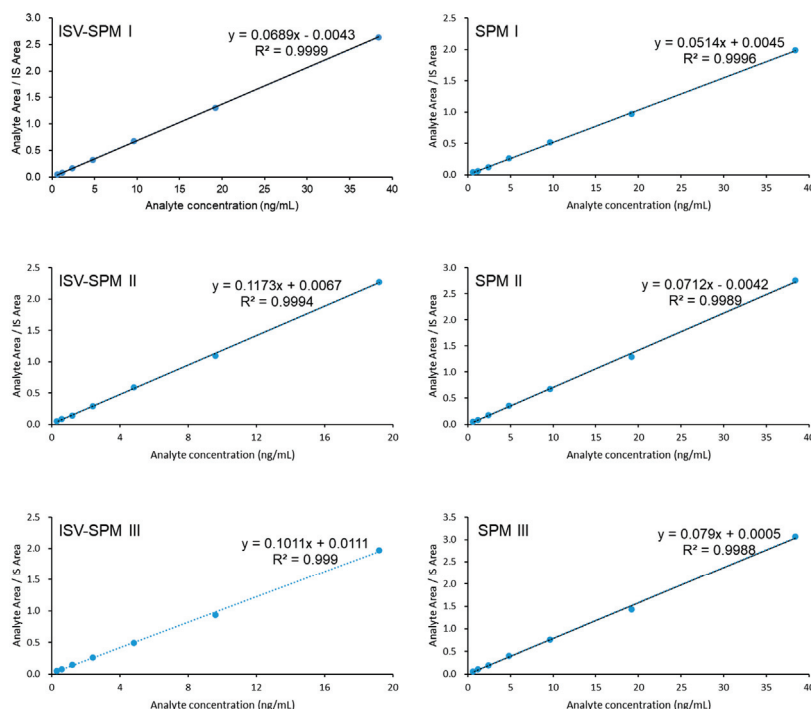 ISV-SPM I
y = 0.0689x - 0.0043
R² = 0.9999
Analyte Area / IS Area
3.0
2.5
2.0
1.5
1.0
0.5
0.0
0 5 10 15 20 25 30 35 40
Analyte concentration (ng/mL)
SPM I
y = 0.0514x + 0.0045
R² = 0.9996
Analyte Area / IS Area
2.5
2.0
1.5
1.0
0.5
0.0
0 5 10 15 20 25 30 35 40
Analyte concentration (ng/mL)
ISV-SPM II
y = 0.1173x + 0.0067
R² = 0.9994
Analyte Area / IS Area
2.5
2.0
1.5
1.0
0.5
0.0
0 4 8 12 16 20
Analyte concentration (ng/mL)
SPM II
y = 0.0712x - 0.0042
R² = 0.9989
Analyte Area / IS Area
3.0
2.5
2.0
1.5
1.0
0.5
0.0
0 5 10 15 20 25 30 35 40
Analyte concentration (ng/mL)
ISV-SPM III
y = 0.1011x + 0.0111
R² = 0.999
Analyte Area / S Area
2.5
2.0
1.5
1.0
0.5
0.0
0 4 8 12 16 20
Analyte concentration (ng/mL)
SPM III
y = 0.079x + 0.0005
R² = 0.9988
Analyte Area / IS Area
3.5
3.0
2.5
2.0
1.5
1.0
0.5
0.0
0 5 10 15 20 25 30 35 40
Analyte concentration (ng/mL)